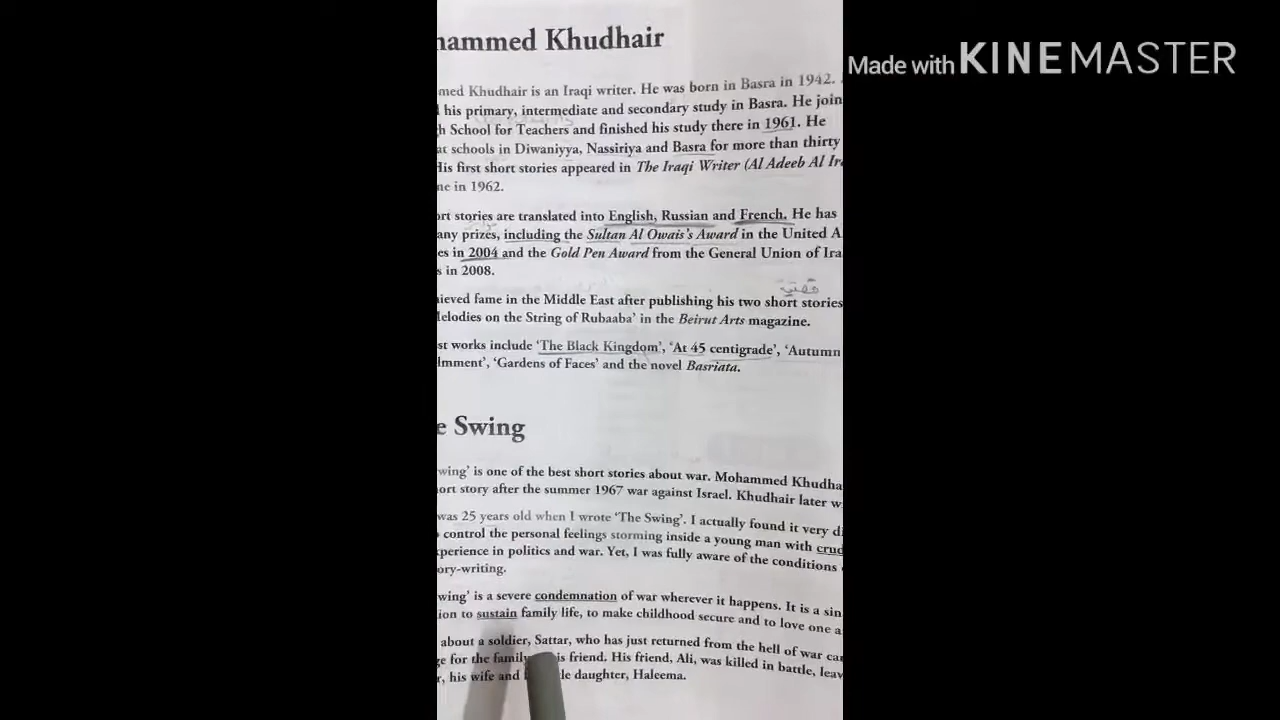 hammed Khudhair
med Khudhair is an Iraqi writer. He was born in Basra in 1942.
l his primary, intermediate and secondary study in Basra. He join
h School for Teachers and finished his study there in 1961. He
at schools in Diwaniyya, Nassiriya and Basra for more than thirty
His first short stories appeared in The Iraqi Writer (Al Adeeb Al Ira
ne in 1962.
ort stories are translated into English, Russian and French. He has
any prizes, including the Sultan Al Owais's Award in the United A
es in 2004 and the Gold Pen Award from the General Union of Ira
s in 2008.
ieved fame in the Middle East after publishing his two short stories
Melodies on the String of Rubaaba' in the Beirut Arts magazine.
st works include 'The Black Kingdom', 'At 45 centigrade', 'Autumn
lmment', 'Gardens of Faces' and the novel Basriata.
e Swing
wing' is one of the best short stories about war. Mohammed Khudha
ort story after the summer 1967 war against Israel. Khudhair later w
was 25 years old when I wrote 'The Swing'. I actually found it very di
control the personal feelings storming inside a young man with crud
xperience in politics and war. Yet, I was fully aware of the conditions
ory-writing.
wing' is a severe condemnation of war wherever it happens. It is a sin
ion to sustain family life, to make childhood secure and to love one a
about a soldier, Sattar, who has just returned from the hell of war car
ge for the family is friend. His friend, Ali, was killed in battle, leav
r, his wife and le daughter, Haleema.
Made with KINEMASTER